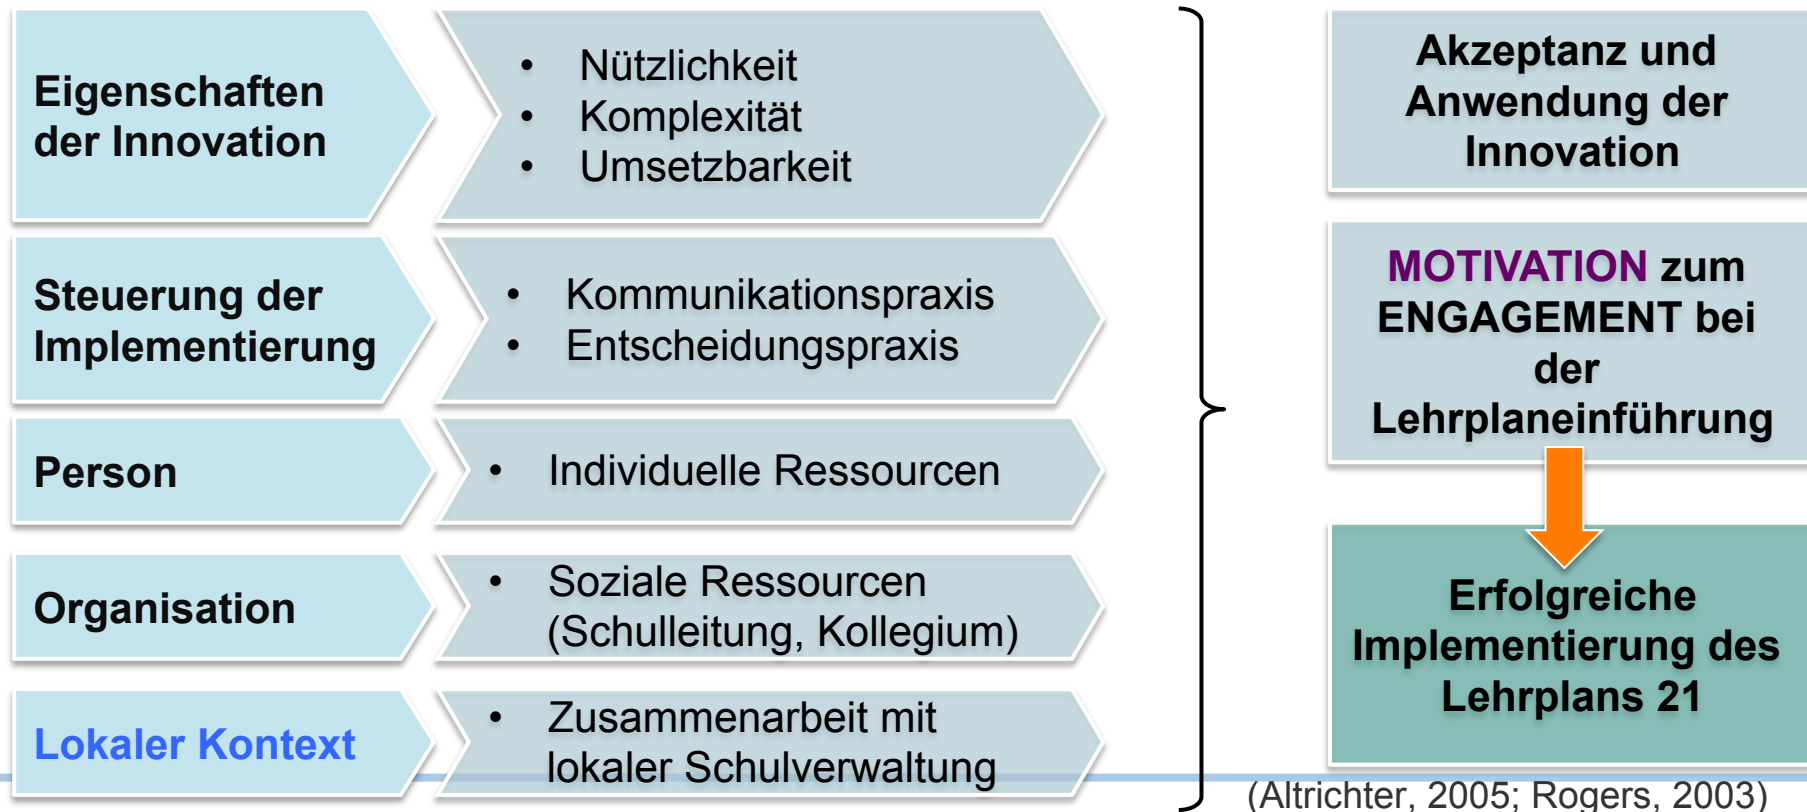 Eigenschaften
der Innovation
• Nützlichkeit
• Komplexität
• Umsetzbarkeit
Steuerung der
Implementierung
• Kommunikationspraxis
• Entscheidungspraxis
Person
• Individuelle Ressourcen
Organisation
• Soziale Ressourcen
(Schulleitung, Kollegium)
Lokaler Kontext
• Zusammenarbeit mit
lokaler Schulverwaltung
Akzeptanz und
Anwendung der
Innovation
MOTIVATION zum
ENGAGEMENT bei
der
Lehrplaneinführung
Erfolgreiche
Implementierung des
Lehrplans 21
(Altrichter, 2005; Rogers, 2003)